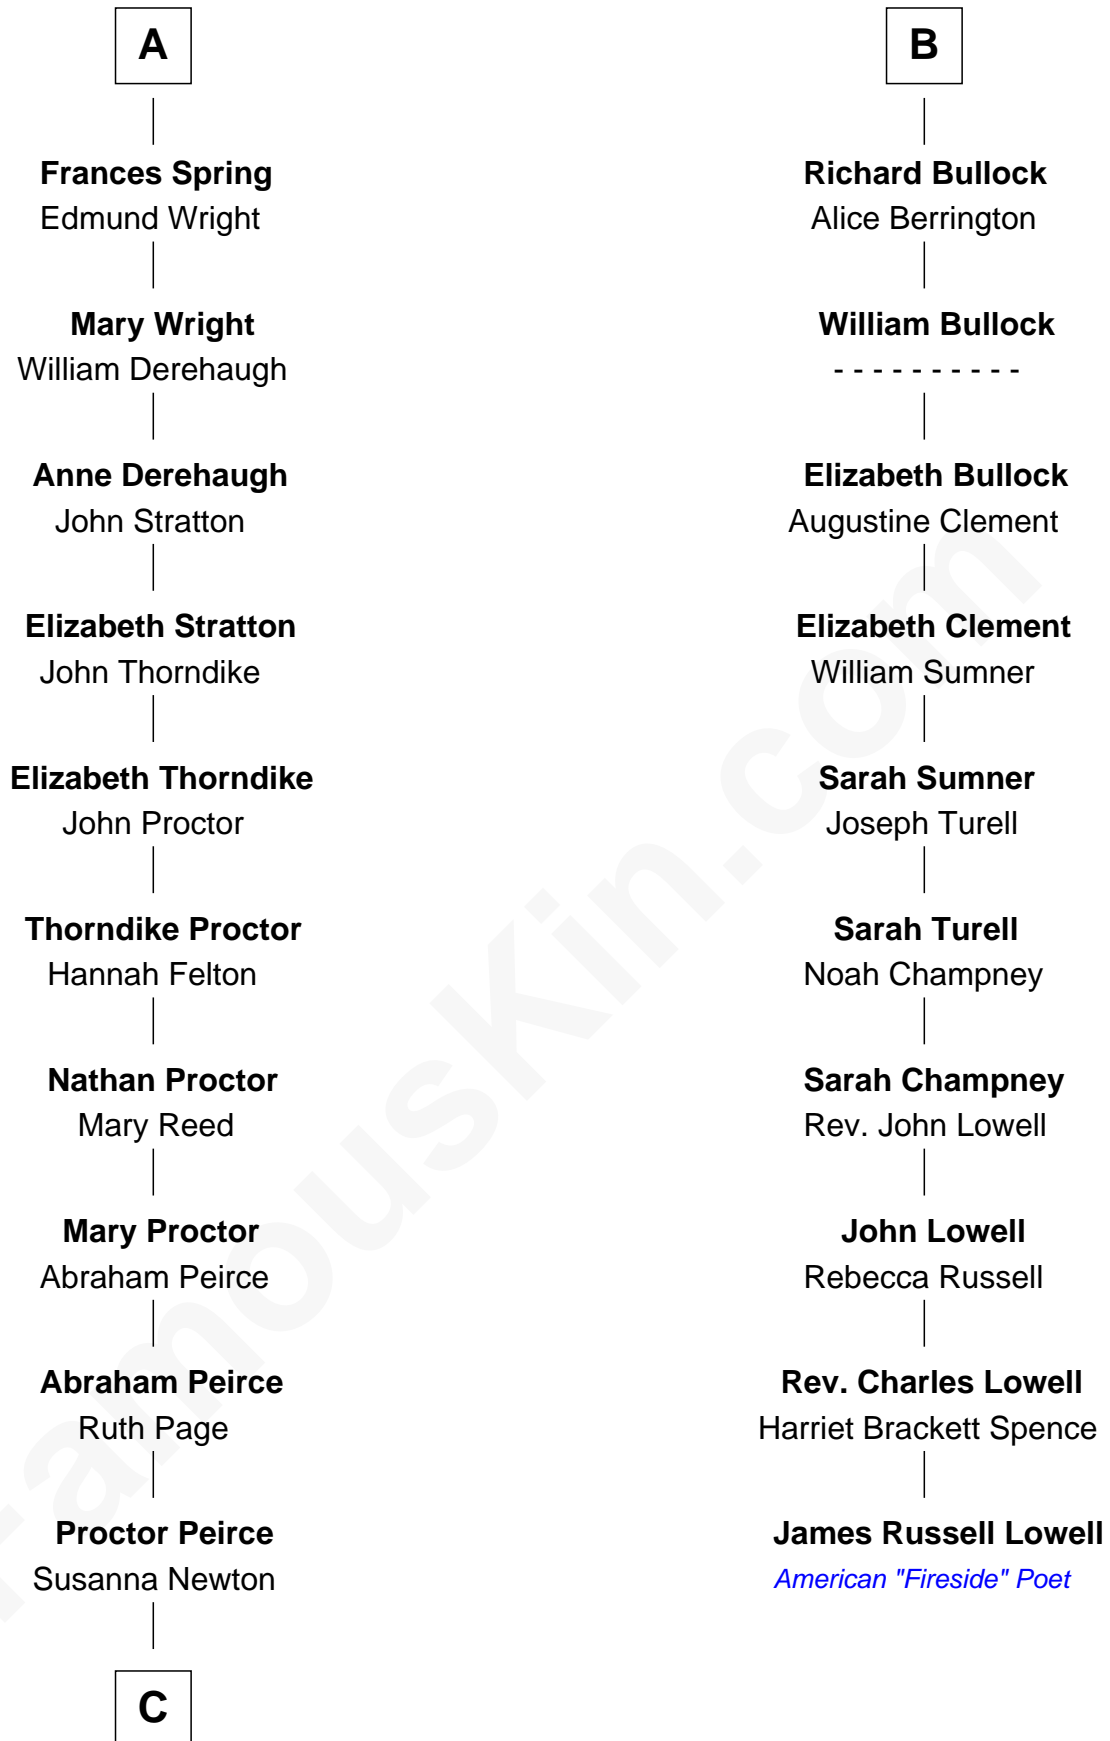 A
Frances Spring
Edmund Wright
Mary Wright
William Derehaugh
Anne Derehaugh
John Stratton
Elizabeth Stratton
John Thorndike
Elizabeth Thorndike
John Proctor
Thorndike Proctor
Hannah Felton
Nathan Proctor
Mary Reed
Mary Proctor
Abraham Peirce
Abraham Peirce
Ruth Page
Proctor Peirce
Susanna Newton
C
B
Richard Bullock
Alice Berrington
William Bullock
- - - - - - - - - -
Elizabeth Bullock
Augustine Clement
Elizabeth Clement
William Sumner
Sarah Sumner
Joseph Turell
Sarah Turell
Noah Champney
Sarah Champney
Rev. John Lowell
John Lowell
Rebecca Russell
Rev. Charles Lowell
Harriet Brackett Spence
James Russell Lowell
American "Fireside" Poet
FamousKin.com